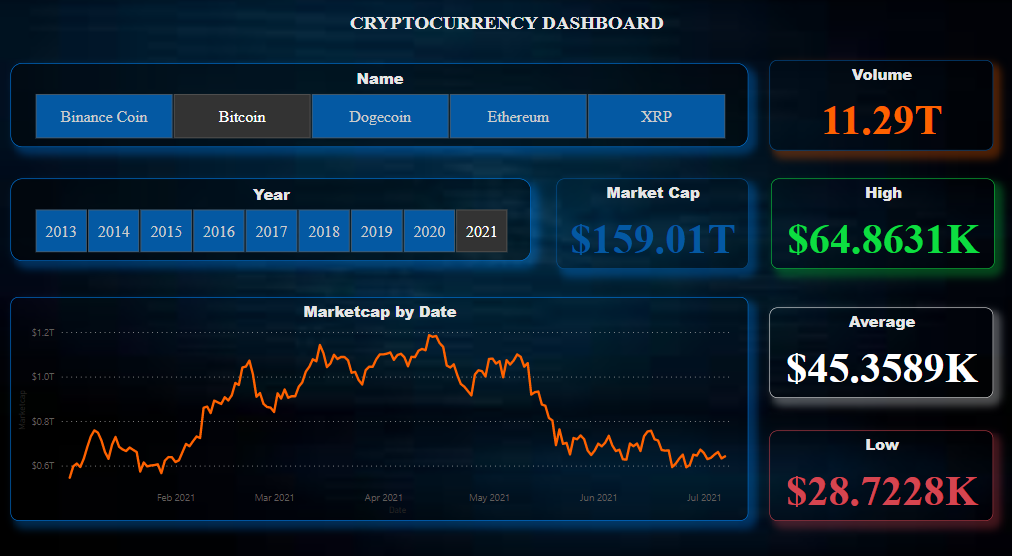 CRYPTOCURRENCY DASHBOARD
Name
Binance Coin Bitcoin Dogecoin Ethereum XRP
Volume
11.29T
Year
2013 2014 2015 2016 2017 2018 2019 2020 2021
Market Cap
$159.01T
High
$64.8631K
Marketcap by Date
$1.2T
$1.0T
$0.8T
$0.6T
Marketcap
Feb 2021 Mar 2021 Apr 2021 May 2021 Jun 2021 Jul 2021
Date
Average
$45.3589K
Low
$28.7228K